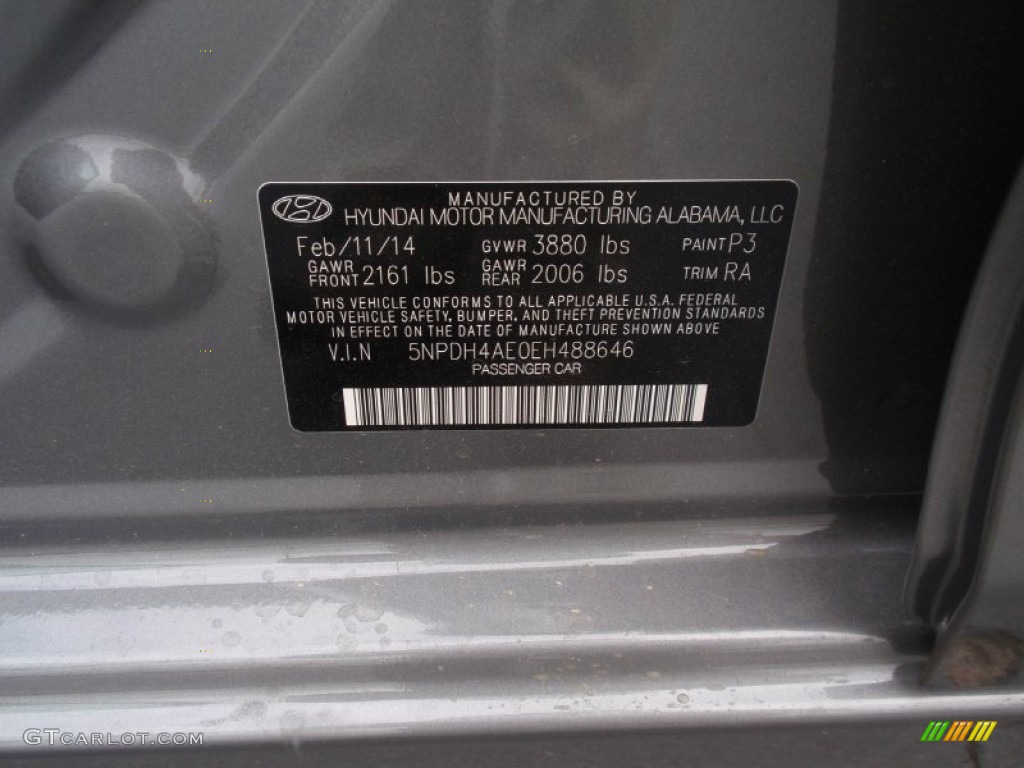 MANUFACTURED BY
HYUNDAI MOTOR MANUFACTURING ALABAMA, LLC
Feb/11/14 GVWR 3880 lbs PAINT P3
GAWR FRONT 2161 lbs GAWR REAR 2006 lbs TRIM RA
THIS VEHICLE CONFORMS TO ALL APPLICABLE U.S.A. FEDERAL
MOTOR VEHICLE SAFETY, BUMPER, AND THEFT PREVENTION STANDARDS
IN EFFECT ON THE DATE OF MANUFACTURE SHOWN ABOVE
V.I.N 5NPDH4AE0EH488646
PASSENGER CAR
GTCARLOT.COM